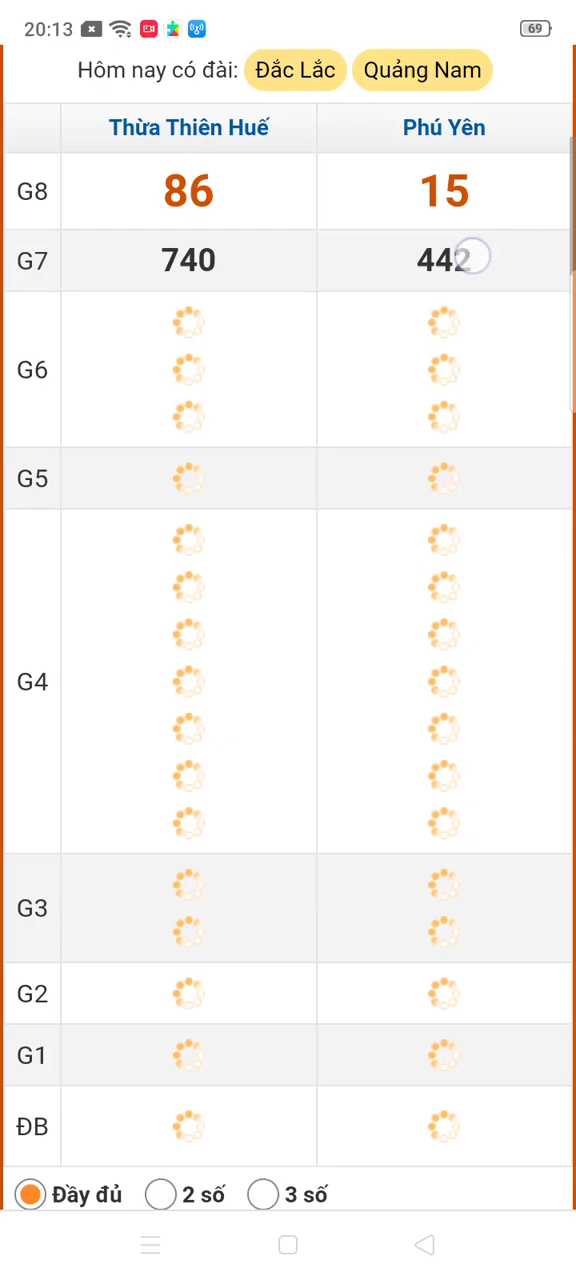 20:13 69
Hôm nay có đài: Đắc Lắc Quảng Nam
Thừa Thiên Huế Phú Yên
G8 86 15
G7 740 442
G6
G5
G4
G3
G2
G1
ĐB
Đầy đủ 2 số 3 số